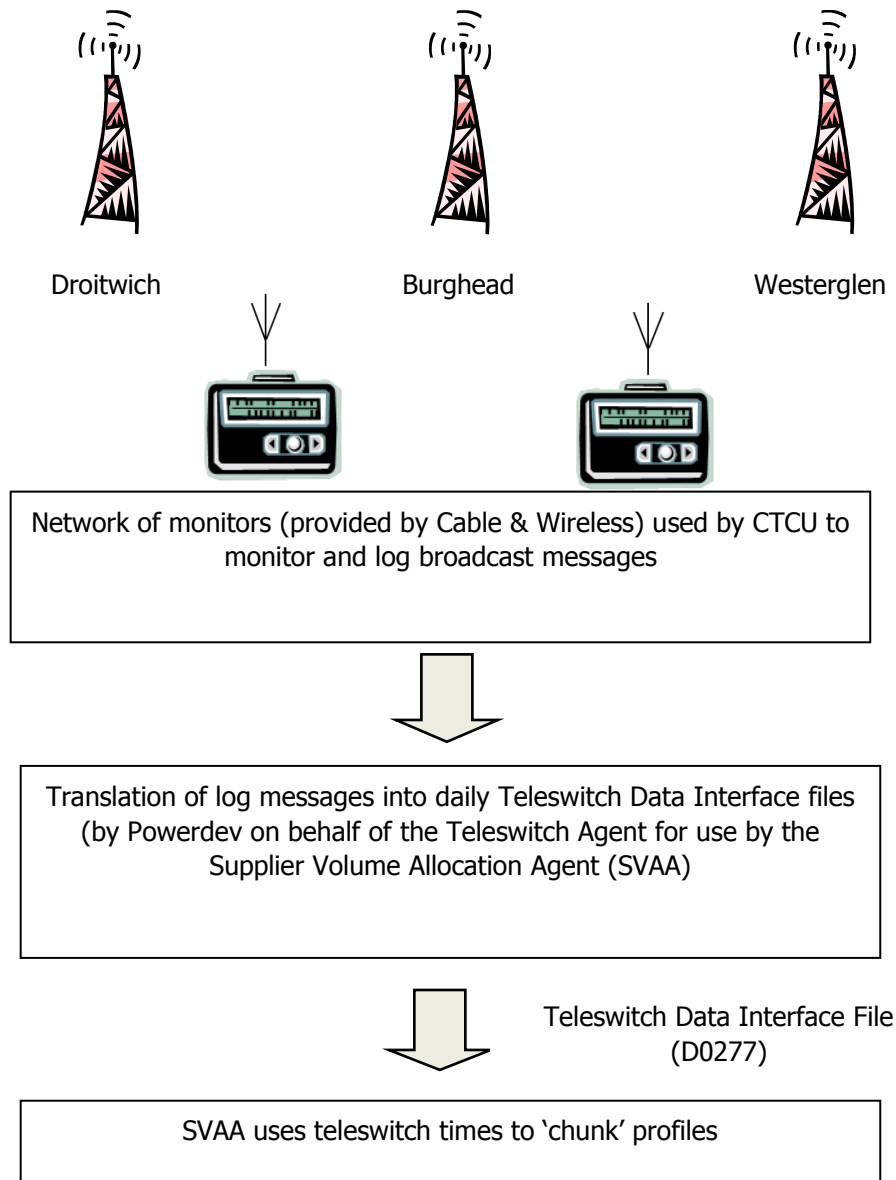 Droitwich
Burghead
Westerglen
Network of monitors (provided by Cable & Wireless) used by CTCU to
monitor and log broadcast messages
Translation of log messages into daily Teleswitch Data Interface files
(by Powerdev on behalf of the Teleswitch Agent for use by the
Supplier Volume Allocation Agent (SVAA)
Teleswitch Data Interface File
(D0277)
SVAA uses teleswitch times to ‘chunk’ profiles